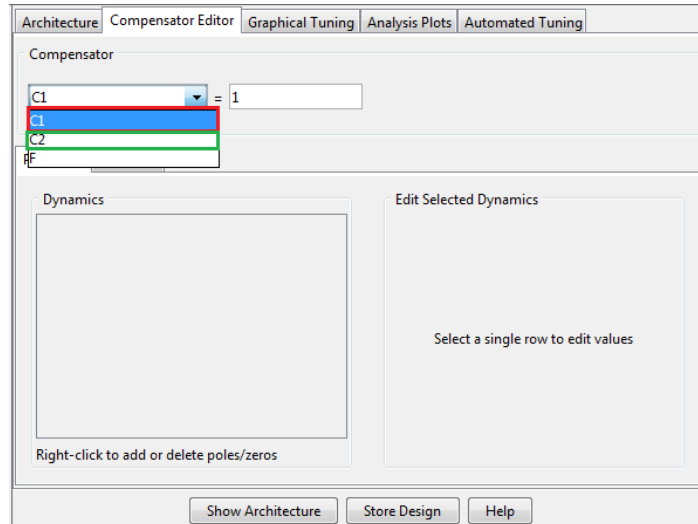 Architecture Compensator Editor Graphical Tuning Analysis Plots Automated Tuning
Compensator
C1 = 1
C1
C2
F
Dynamics Edit Selected Dynamics
Select a single row to edit values
Right-click to add or delete poles/zeros
Show Architecture Store Design Help